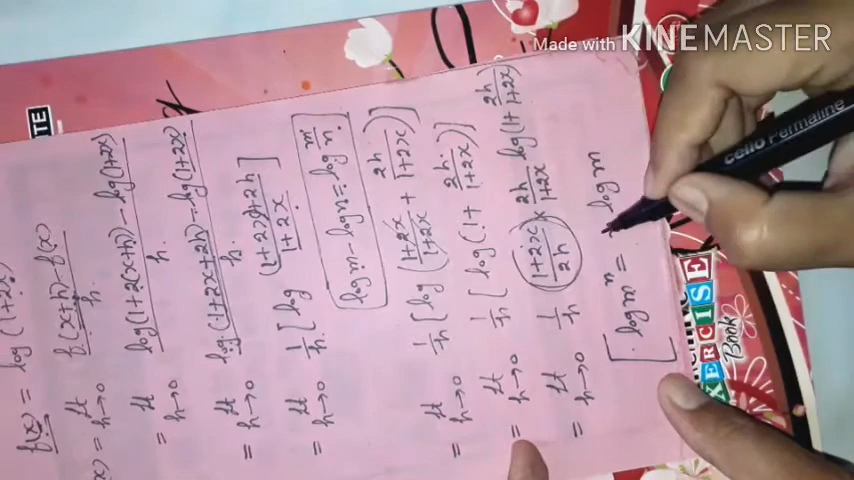 Made with KINEMASTER
f(x) = log (1+2x)
(x) = lt h→0 f(x+h) - f(x) / h
= lt h→0 log(1+2(x+h)) - log(1+2x) / h.
= lt h→0 log(1+2x+2h) - log(1+2x) / h.
= lt h→0 1/h [ log (1+2x)+2h / 1+2x ]
log m - log n = log m/n.
= lt h→0 1/h [ log ( 1+2x / 1+2x + 2h / 1+2x ) ]
= lt h→0 1/h [ log ( 1 + 2h / 1+2x ) ]
= lt h→0 1/h (1+2x) / 2h × 2h / 1+2x log (1+ 2h / 1+2x )
[ log m^n = log m
cello Permaline
EXERCISE
Book